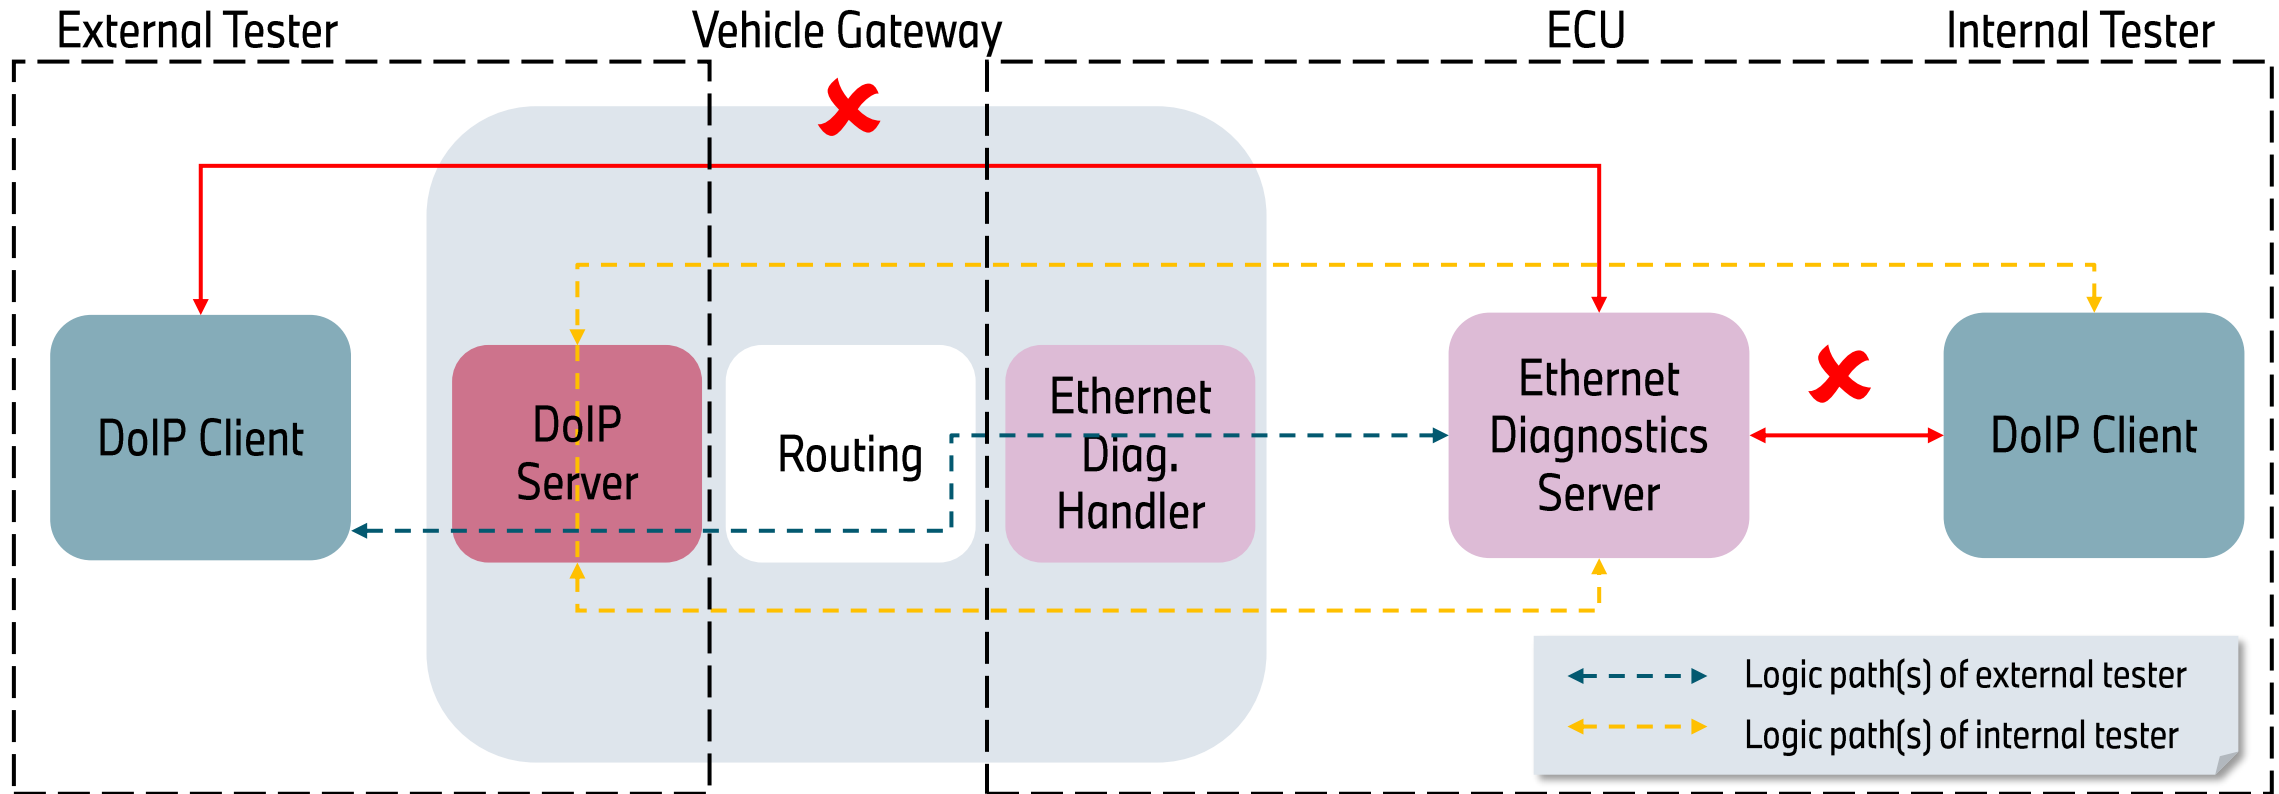 External Tester
Vehicle Gateway
ECU
Internal Tester
DoIP Client
DoIP
Server
Routing
Ethernet
Diag.
Handler
Ethernet
Diagnostics
Server
DoIP Client
Logic path(s) of external tester
Logic path(s) of internal tester